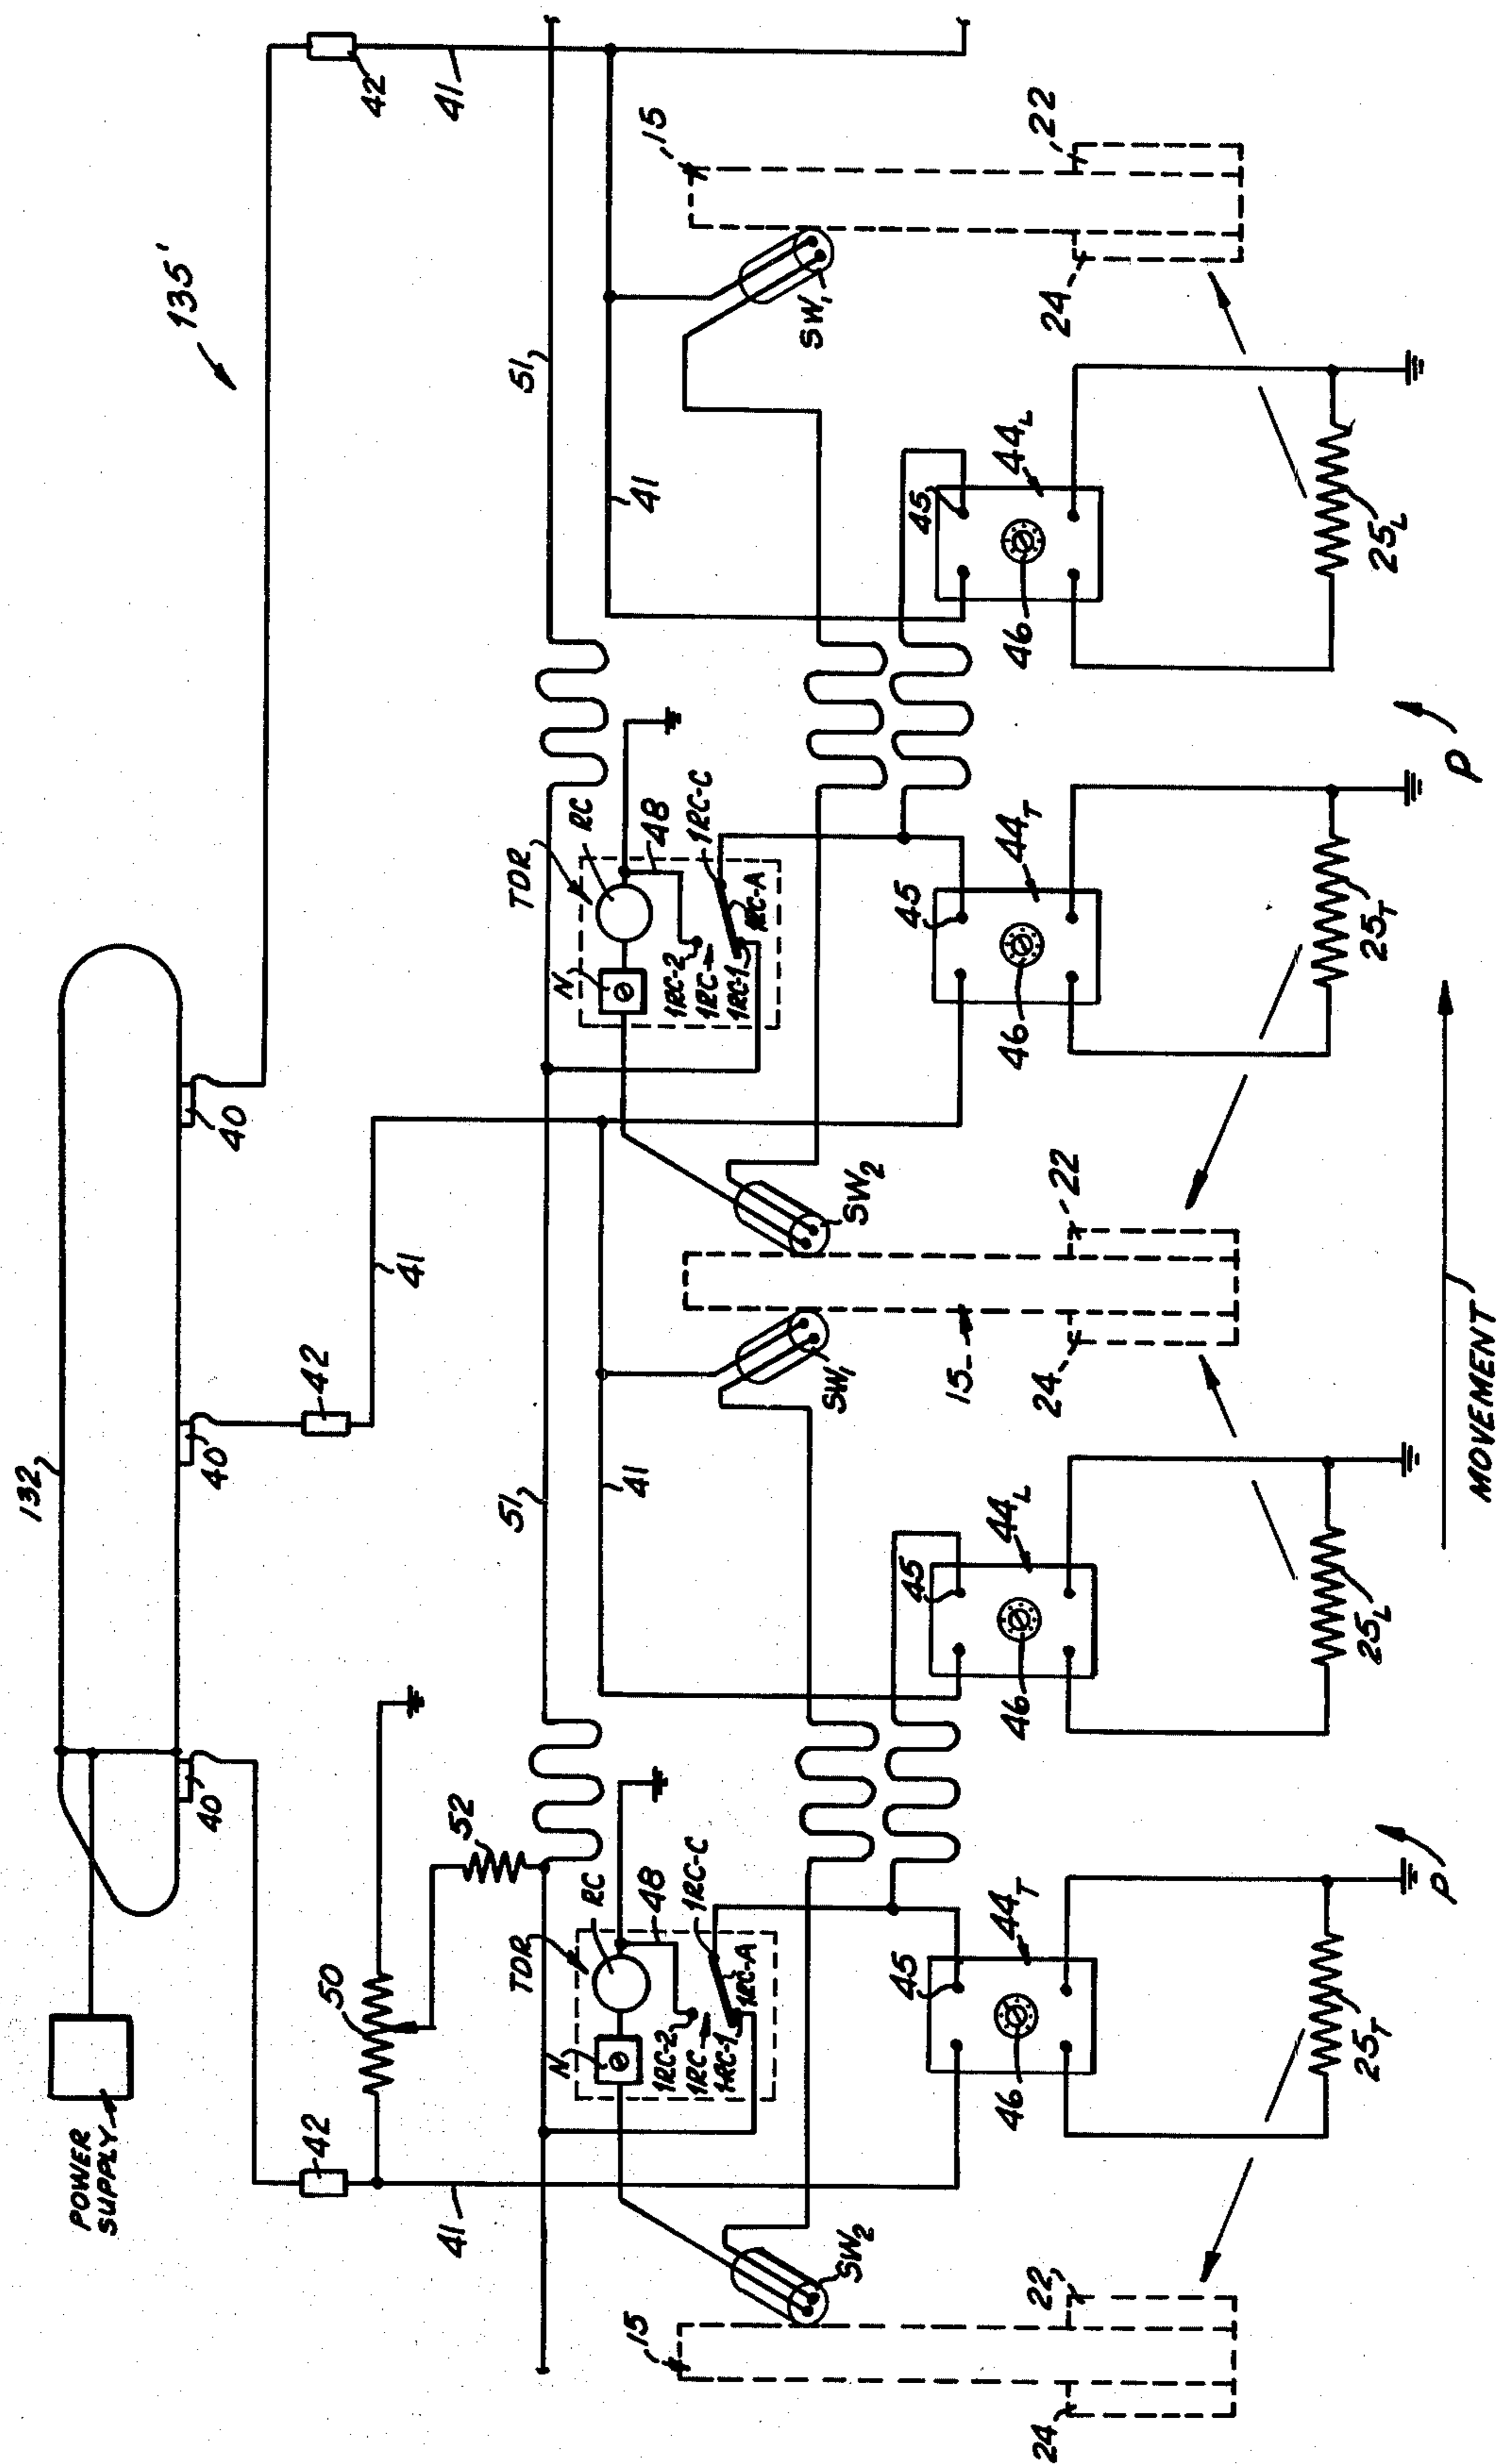 135'
132
POWER SUPPLY
40
40
40
42
42
42
41
41
41
41
41
50
52
51
51
TDR
RC
N
48
1RC-2
1RC
1RC-1
1RC-A
1RC-C
TDR
RC
N
48
1RC-2
1RC
1RC-1
1RC-A
1RC-C
15
SW2
SW1
15
SW2
SW1
15
22
24
24
22
24
22
45
44T
46
45
44L
46
45
44T
46
45
44L
46
25T
25L
25T
25L
P
P
MOVEMENT